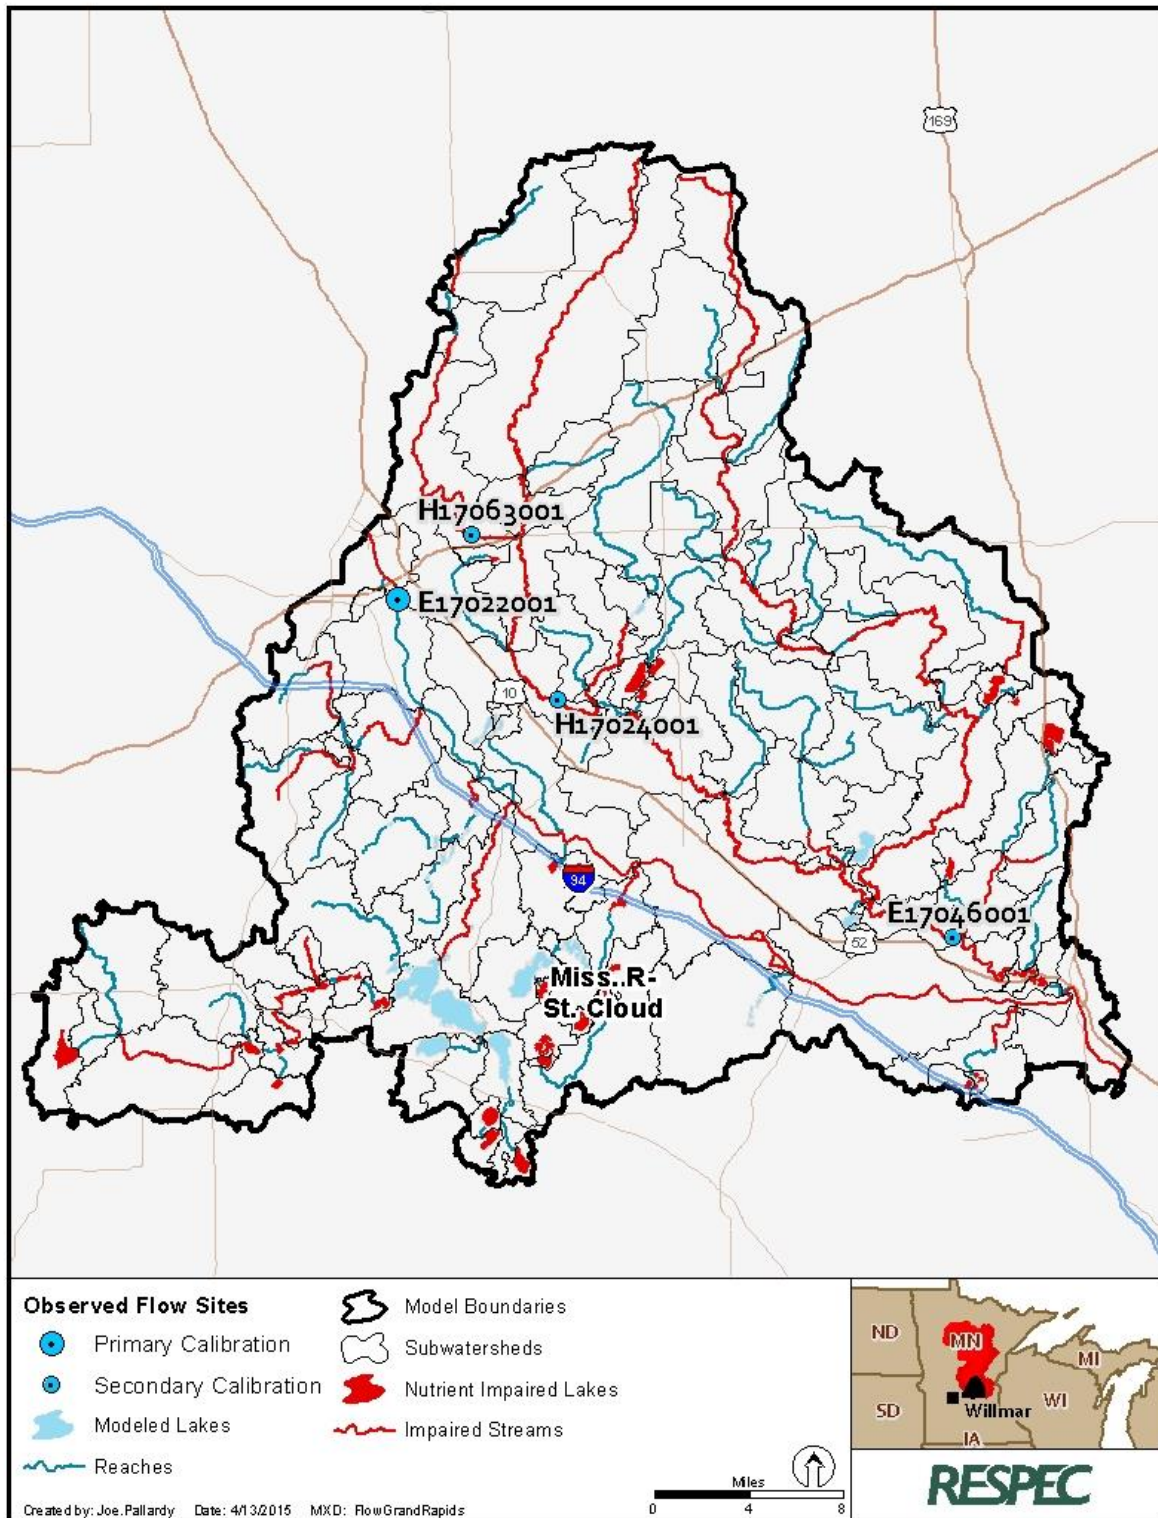 169
H17063001
E17022001
10
H17024001
94
E17046001
52
Miss. R-
St. Cloud
Observed Flow Sites
Primary Calibration
Secondary Calibration
Modeled Lakes
Reaches
Model Boundaries
Subwatersheds
Nutrient Impaired Lakes
Impaired Streams
Miles
0 4 8
Created by: Joe.Pallardy Date: 4/13/2015 MXD: FlowGrandRapids
ND
MN
MI
SD
WI
Willmar
IA
RESPEC